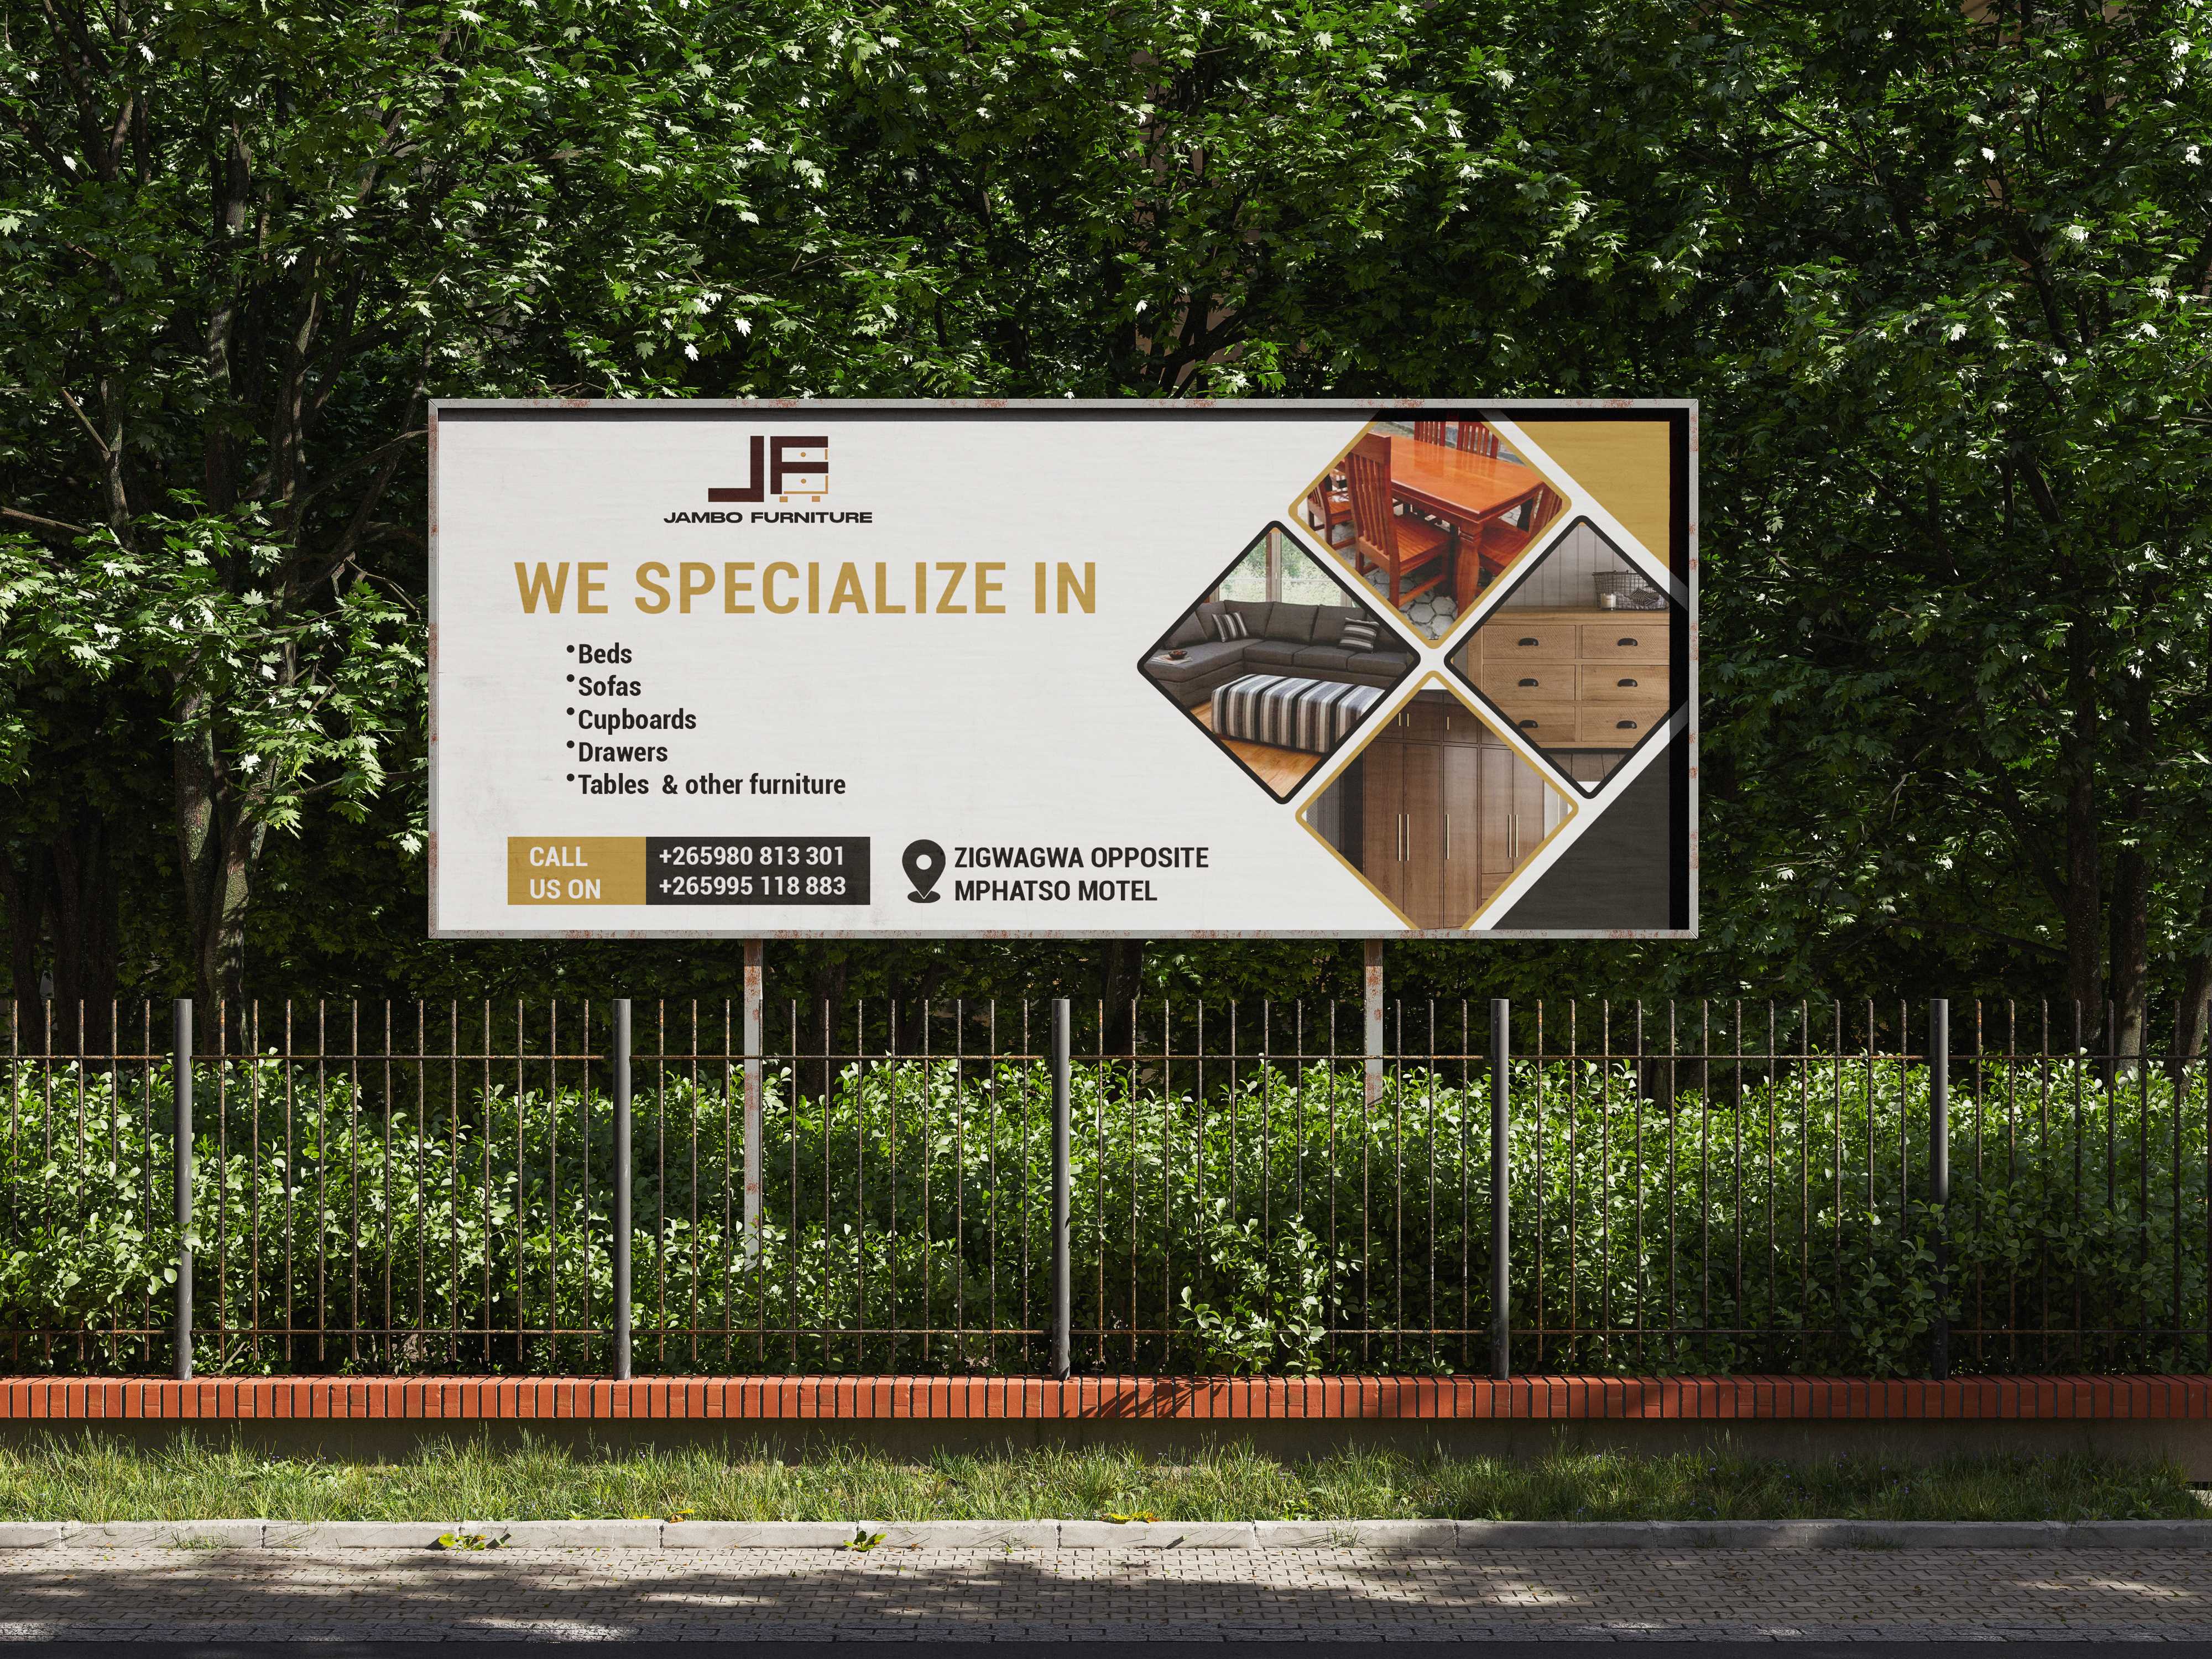 JF
JAMBO FURNITURE
WE SPECIALIZE IN
•Beds
•Sofas
•Cupboards
•Drawers
•Tables & other furniture
CALL
US ON
+265980 813 301
+265995 118 883
ZIGWAGWA OPPOSITE
MPHATSO MOTEL